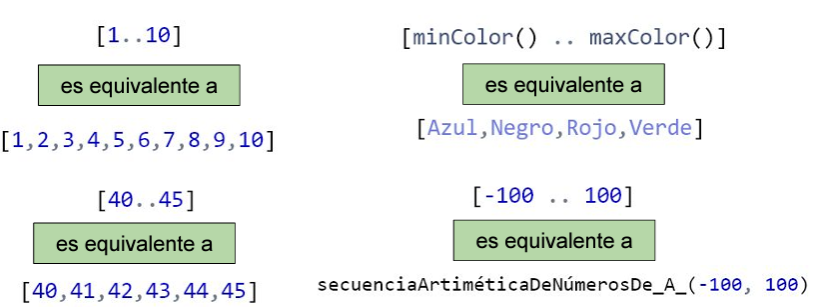 [1..10]
es equivalente a
[1,2,3,4,5,6,7,8,9,10]
[minColor() .. maxColor()]
es equivalente a
[Azul,Negro,Rojo,Verde]
[40..45]
es equivalente a
[40,41,42,43,44,45]
[-100 .. 100]
es equivalente a
secuenciaArtiméticaDeNúmerosDe_A_(-100, 100)